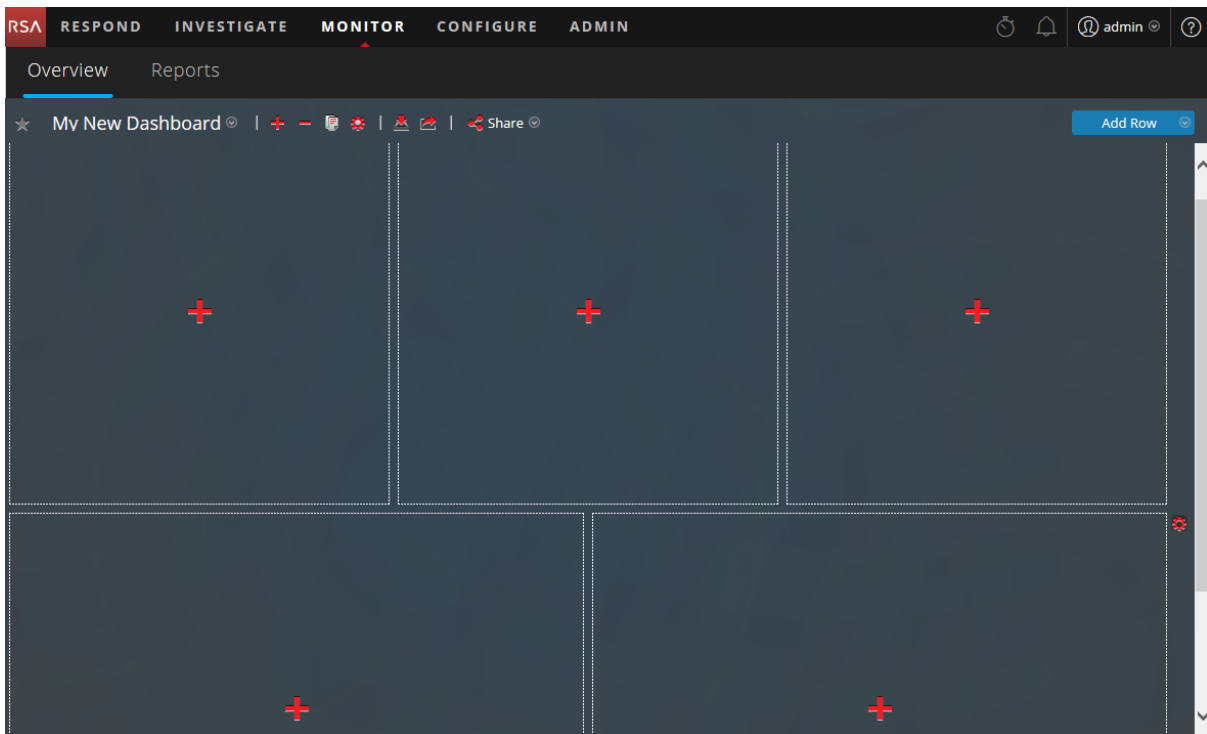 RSA RESPOND INVESTIGATE MONITOR CONFIGURE ADMIN admin ?
Overview Reports
My New Dashboard Share Add Row